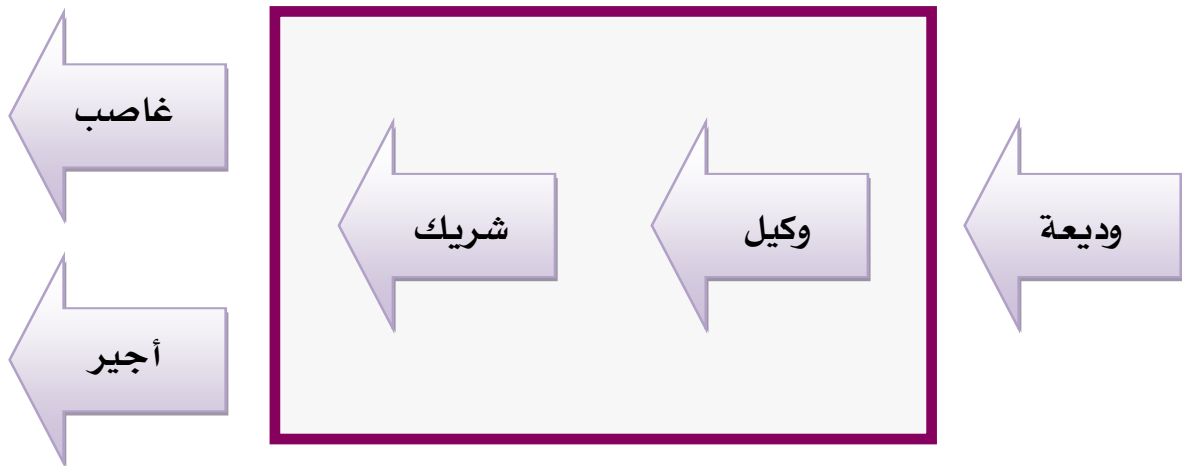 وديعة
وكيل
شريك
غاصب
أجير